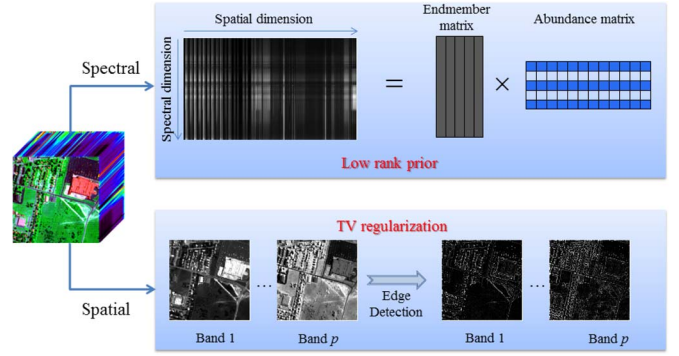 Spatial dimension
Endmember
matrix
Abundance matrix
Spectral dimension
Spectral
=
×
Low rank prior
TV regularization
Spatial
...
Edge
Detection
...
Band 1
Band p
Band 1
Band p